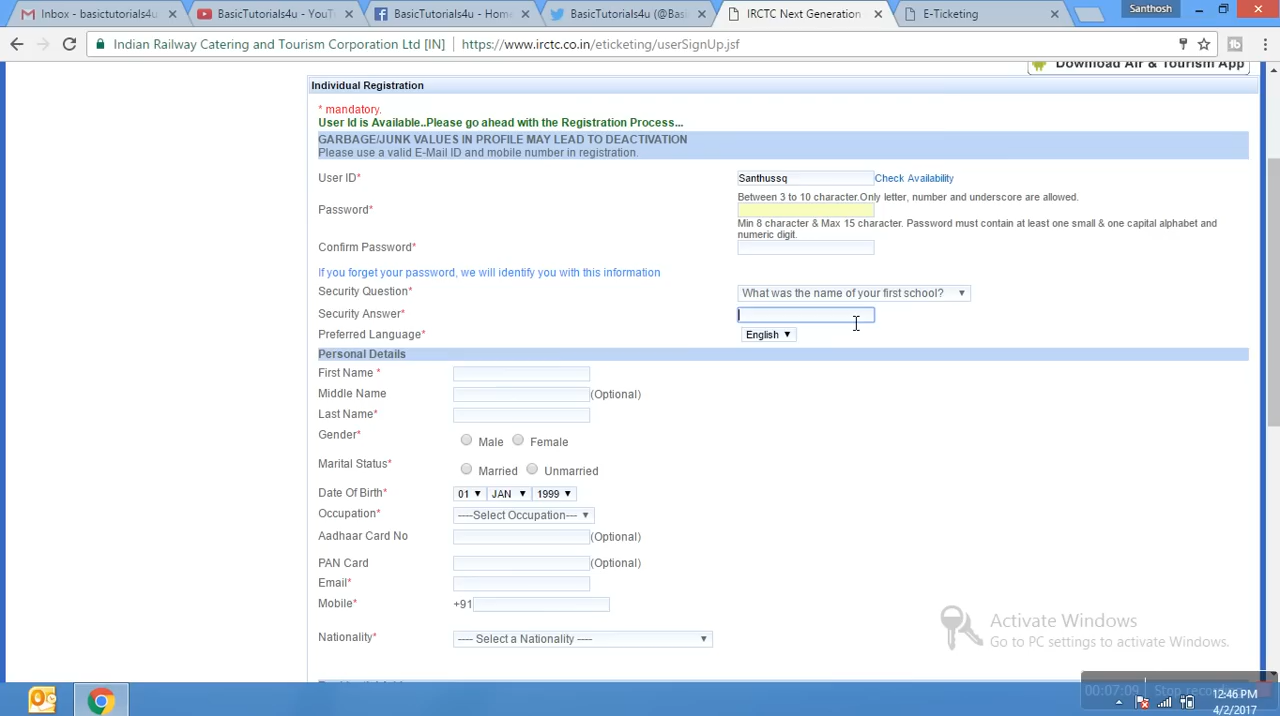 BasicTutorials4u@gmail
BasicTutorials4u - YouT
BasicTutorials4u - Home
BasicTutorials4u (@Basi
IRCTC Next Generation
E-Ticketing
Santhosh
Indian Railway Catering and Tourism Corporation Ltd [IN]
https://www.irctc.co.in/eticketing/userSignUp.jsf
Download Air & Tourism App
Individual Registration
* mandatory.
User Id is Available..Please go ahead with the Registration Process...
GARBAGE/JUNK VALUES IN PROFILE MAY LEAD TO DEACTIVATION
Please use a valid E-Mail ID and mobile number in registration.
User ID* Santhussq Check Availability
Between 3 to 10 character.Only letter, number and underscore are allowed.
Password*
Min 8 character & Max 15 character. Password must contain at least one small & one capital alphabet and
numeric digit.
Confirm Password*
If you forget your password, we will identify you with this information
Security Question* What was the name of your first school?
Security Answer*
Preferred Language* English
Personal Details
First Name *
Middle Name (Optional)
Last Name*
Gender* Male Female
Marital Status* Married Unmarried
Date Of Birth* 01 JAN 1999
Occupation* ----Select Occupation---
Aadhaar Card No (Optional)
PAN Card (Optional)
Email*
Mobile* +91
Nationality* ---- Select a Nationality ----
Activate Windows
Go to PC settings to activate Windows.
00:07:09 Stop recording
12:46 PM
4/2/2017